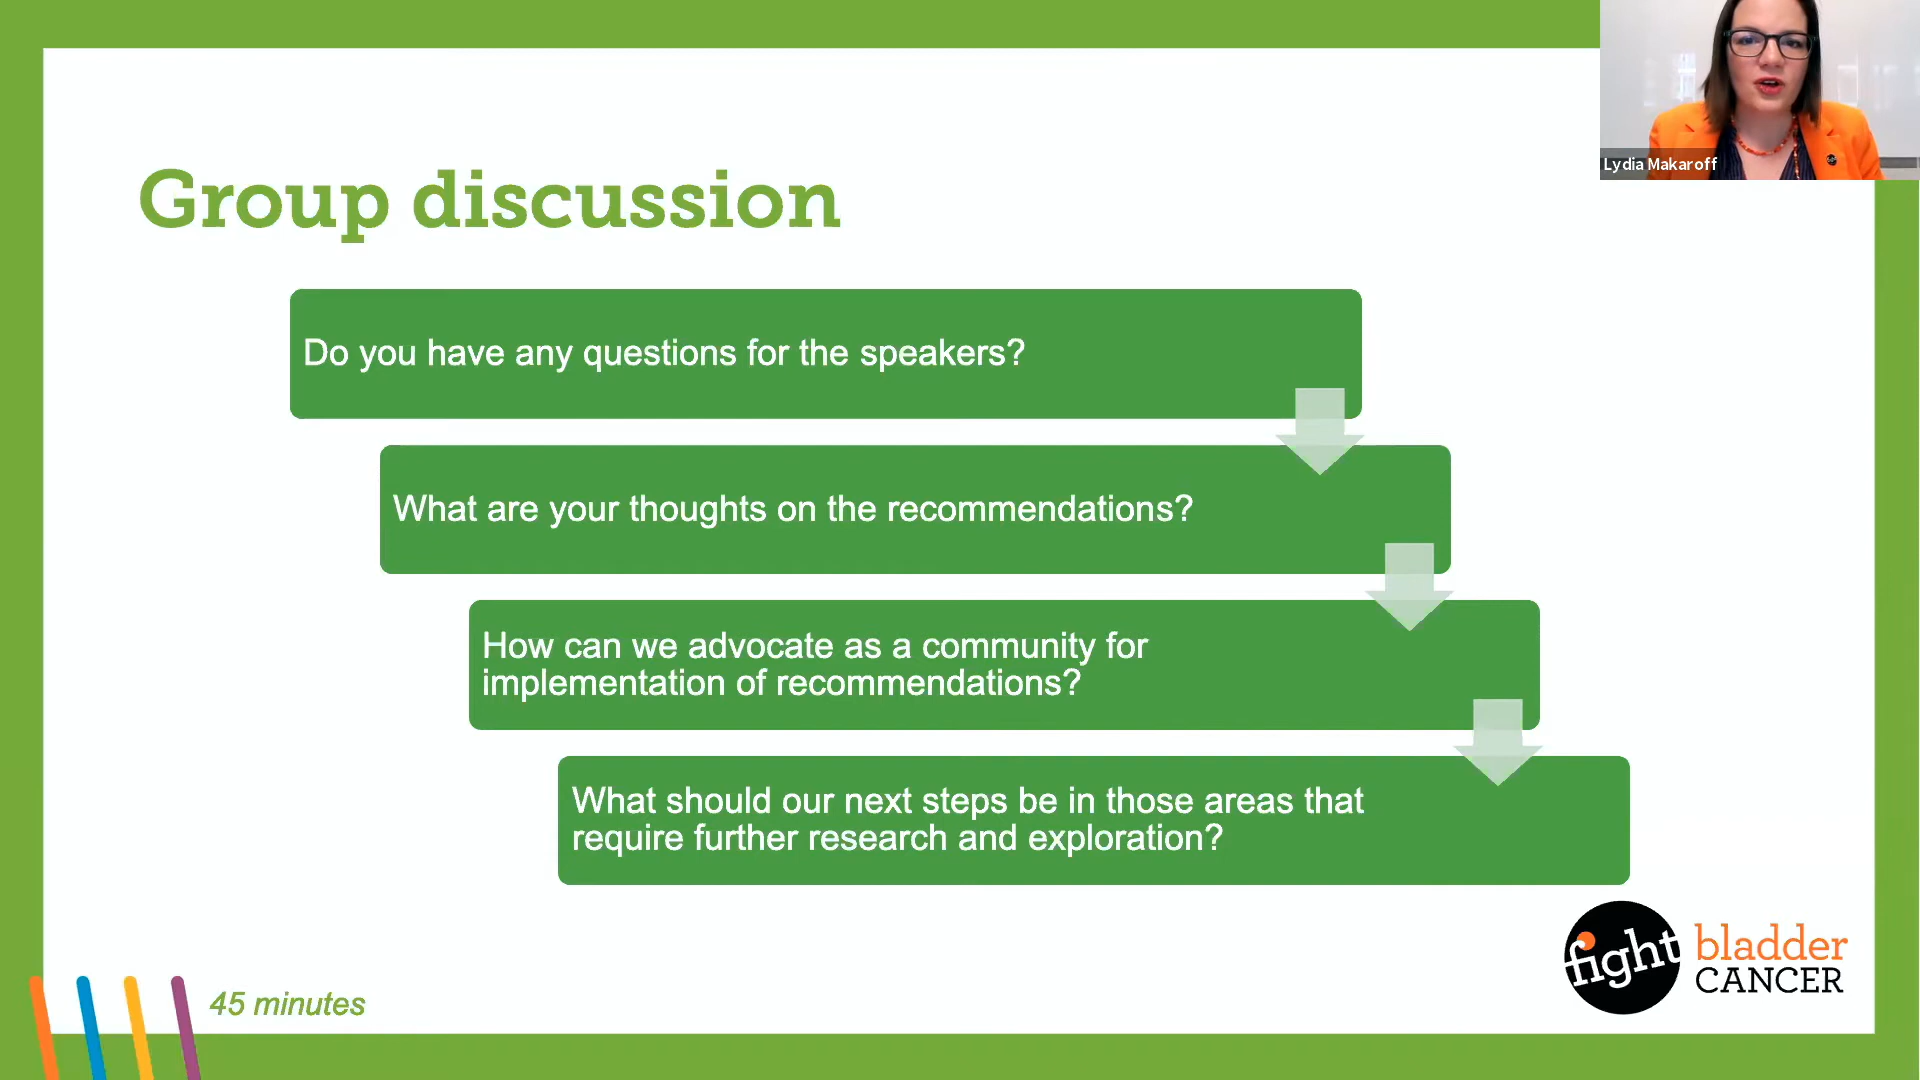 Lydia Makaroff
Group discussion
Do you have any questions for the speakers?
What are your thoughts on the recommendations?
How can we advocate as a community for
implementation of recommendations?
What should our next steps be in those areas that
require further research and exploration?
45 minutes
fight
bladder
CANCER